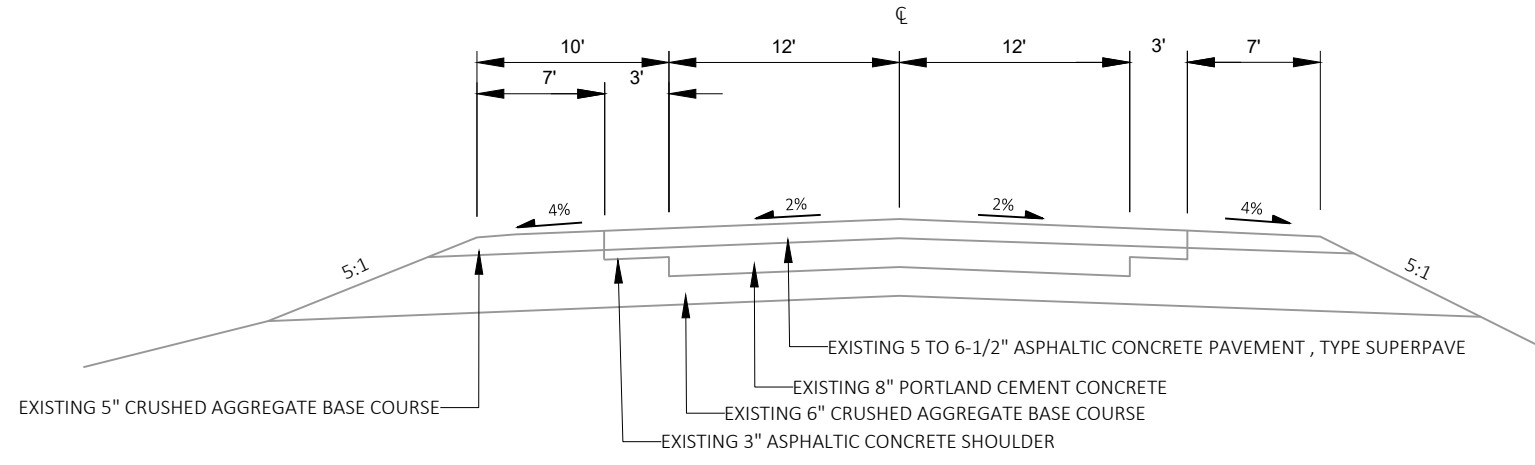 ℄
10' 12' 12' 3' 7'
7' 3'
4% 2% 2% 4%
5:1 5:1
EXISTING 5 TO 6-1/2" ASPHALTIC CONCRETE PAVEMENT , TYPE SUPERPAVE
EXISTING 8" PORTLAND CEMENT CONCRETE
EXISTING 5" CRUSHED AGGREGATE BASE COURSE
EXISTING 6" CRUSHED AGGREGATE BASE COURSE
EXISTING 3" ASPHALTIC CONCRETE SHOULDER